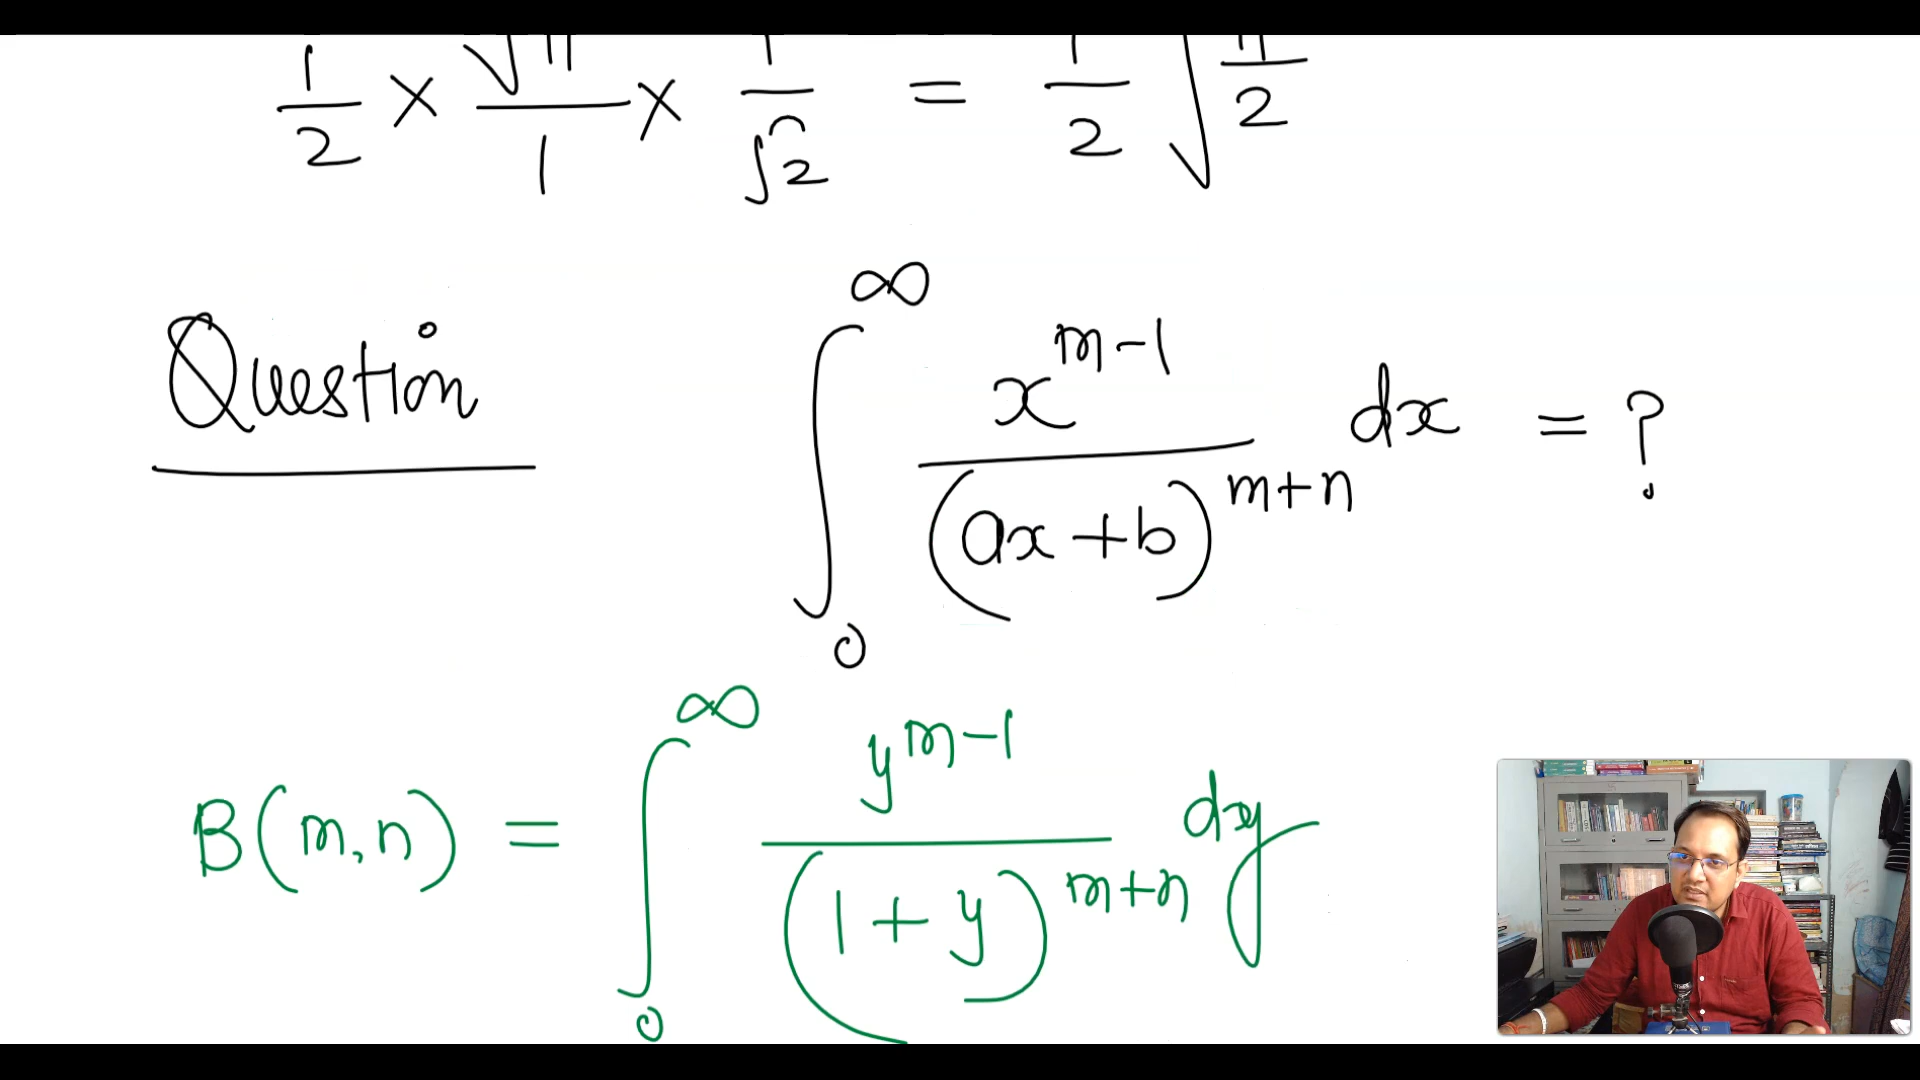 1/2 × √π/1 × 1/√2 = 1/2 √(π/2)
Question ∫₀^∞ x^(m-1)/(ax+b)^(m+n) dx = ?
B(m,n) = ∫₀^∞ y^(m-1)/(1+y)^(m+n) dy